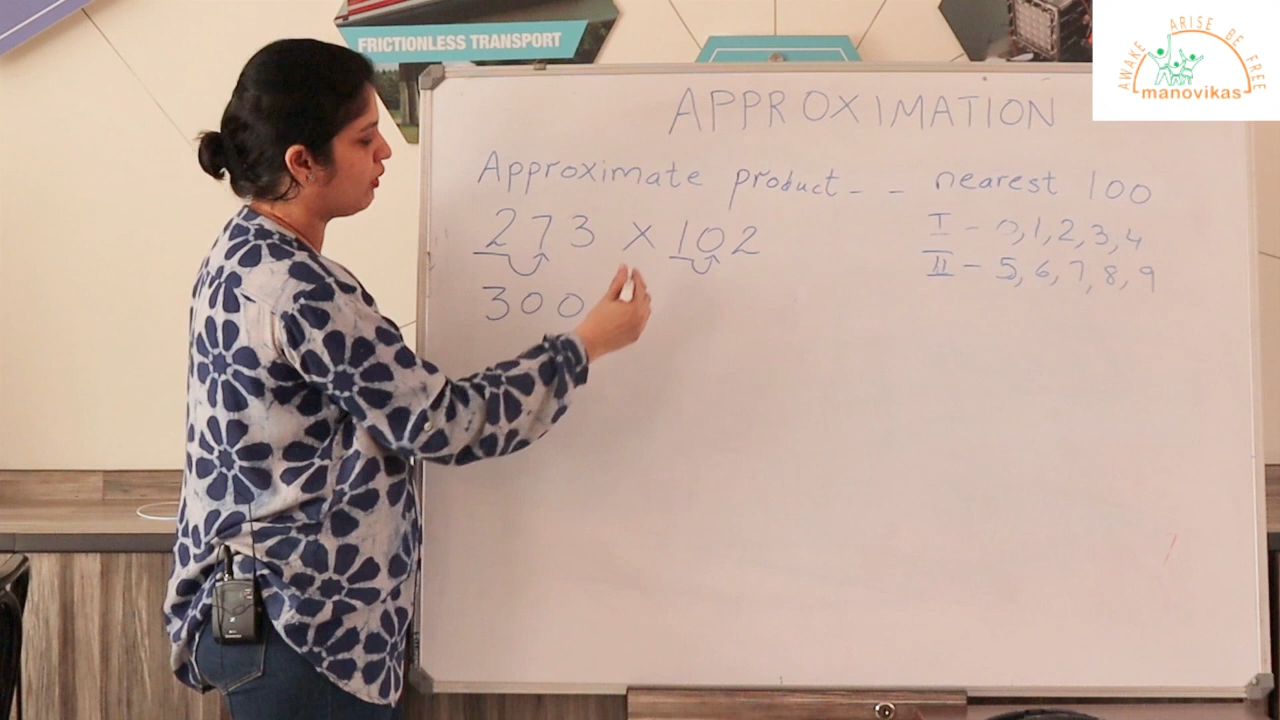 FRICTIONLESS TRANSPORT
AWAKE ARISE BE FREE
manovikas
APPROXIMATION
Approximate product - - nearest 100
273 × 102
I - 0,1,2,3,4
II - 5,6,7,8,9
300